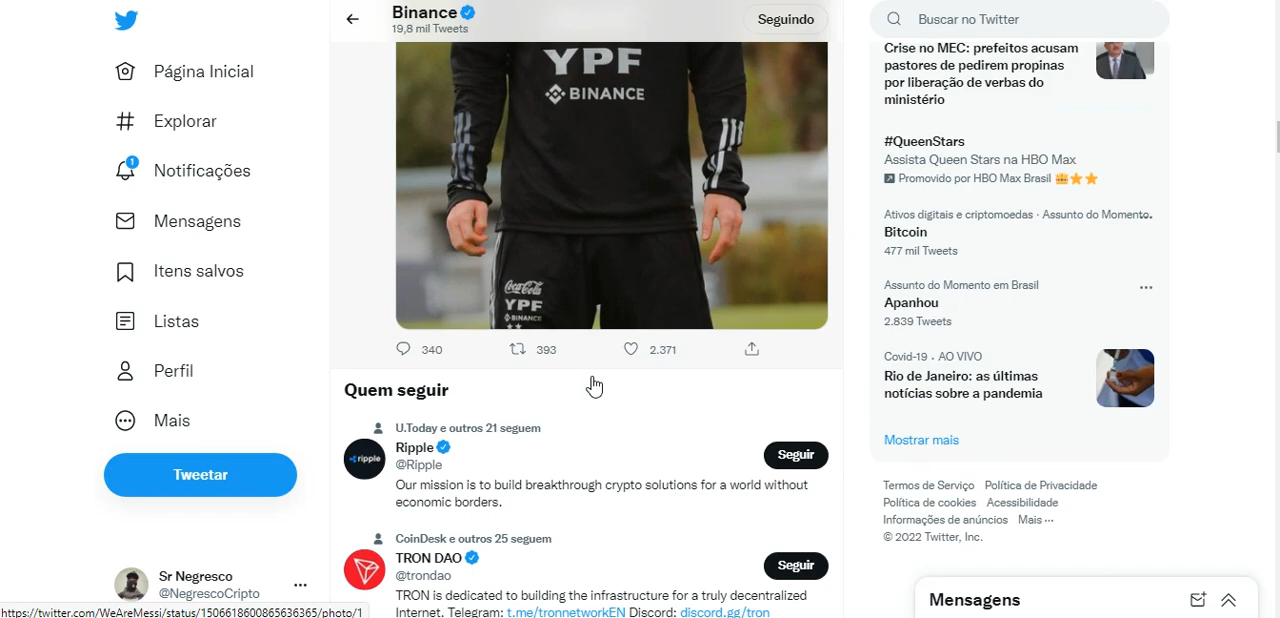 Página Inicial
Explorar
1
Notificações
Mensagens
Itens salvos
Listas
Perfil
Mais
Tweetar
Sr Negresco
@NegrescoCripto
https://twitter.com/WeAreMessi/status/1506618600865636365/photo/1
Binance
19,8 mil Tweets
Seguindo
YPF
BINANCE
Coca-Cola
YPF
BINANCE
340 393 2.371
Quem seguir
U.Today e outros 21 seguem
ripple
Ripple
@Ripple
Seguir
Our mission is to build breakthrough crypto solutions for a world without
economic borders.
CoinDesk e outros 25 seguem
TRON DAO
@trondao
Seguir
TRON is dedicated to building the infrastructure for a truly decentralized
Internet. Telegram: t.me/tronnetworkEN Discord: discord.gg/tron
Buscar no Twitter
Crise no MEC: prefeitos acusam
pastores de pedirem propinas
por liberação de verbas do
ministério
#QueenStars
Assista Queen Stars na HBO Max
Promovido por HBO Max Brasil 👑⭐⭐
Ativos digitais e criptomoedas · Assunto do Momento
Bitcoin
477 mil Tweets
Assunto do Momento em Brasil
Apanhou
2.839 Tweets
Covid-19 · AO VIVO
Rio de Janeiro: as últimas
notícias sobre a pandemia
Mostrar mais
Termos de Serviço Política de Privacidade
Política de cookies Acessibilidade
Informações de anúncios Mais ···
© 2022 Twitter, Inc.
Mensagens